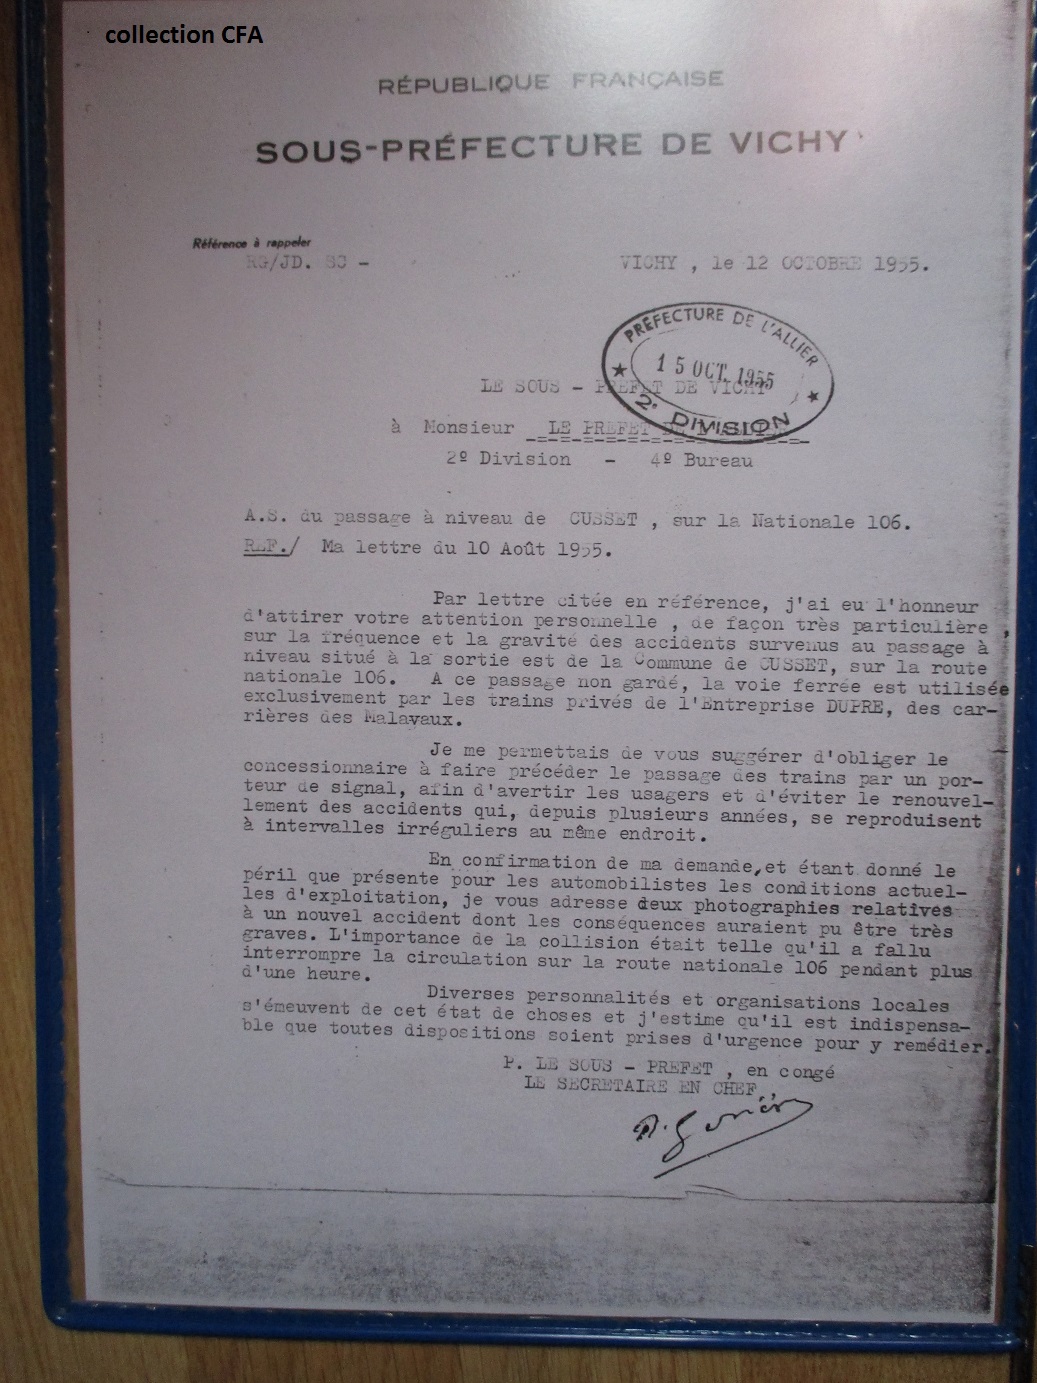 collection CFA
RÉPUBLIQUE FRANÇAISE
SOUS-PRÉFECTURE DE VICHY
Référence à rappeler
RG/JD. SC -
VICHY , le 12 OCTOBRE 1955.
PRÉFECTURE DE L'ALLIER
15 OCT. 1955
2e DIVISION
LE SOUS - PREFET DE VICHY
à Monsieur LE PREFET DE L'ALLIER
2º Division - 4º Bureau
A.S. du passage à niveau de CUSSET , sur la Nationale 106.
REF./ Ma lettre du 10 Août 1955.
Par lettre citée en référence, j'ai eu l'honneur
d'attirer votre attention personnelle , de façon très particulière ,
sur la fréquence et la gravité des accidents survenus au passage à
niveau situé à la sortie est de la Commune de CUSSET, sur la route
nationale 106. A ce passage non gardé, la voie ferrée est utilisée
exclusivement par les trains privés de l'Entreprise DUPRE, des car-
rières des Malavaux.
Je me permettais de vous suggérer d'obliger le
concessionnaire à faire précéder le passage des trains par un por-
teur de signal, afin d'avertir les usagers et d'éviter le renouvel-
lement des accidents qui, depuis plusieurs années, se reproduisent
à intervalles irréguliers au même endroit.
En confirmation de ma demande, et étant donné le
péril que présente pour les automobilistes les conditions actuel-
les d'exploitation, je vous adresse deux photographies relatives
à un nouvel accident dont les conséquences auraient pu être très
graves. L'importance de la collision était telle qu'il a fallu
interrompre la circulation sur la route nationale 106 pendant plus
d'une heure.
Diverses personnalités et organisations locales
s'émeuvent de cet état de choses et j'estime qu'il est indispensa-
ble que toutes dispositions soient prises d'urgence pour y remédier.
P. LE SOUS - PREFET , en congé
LE SECRETAIRE EN CHEF,